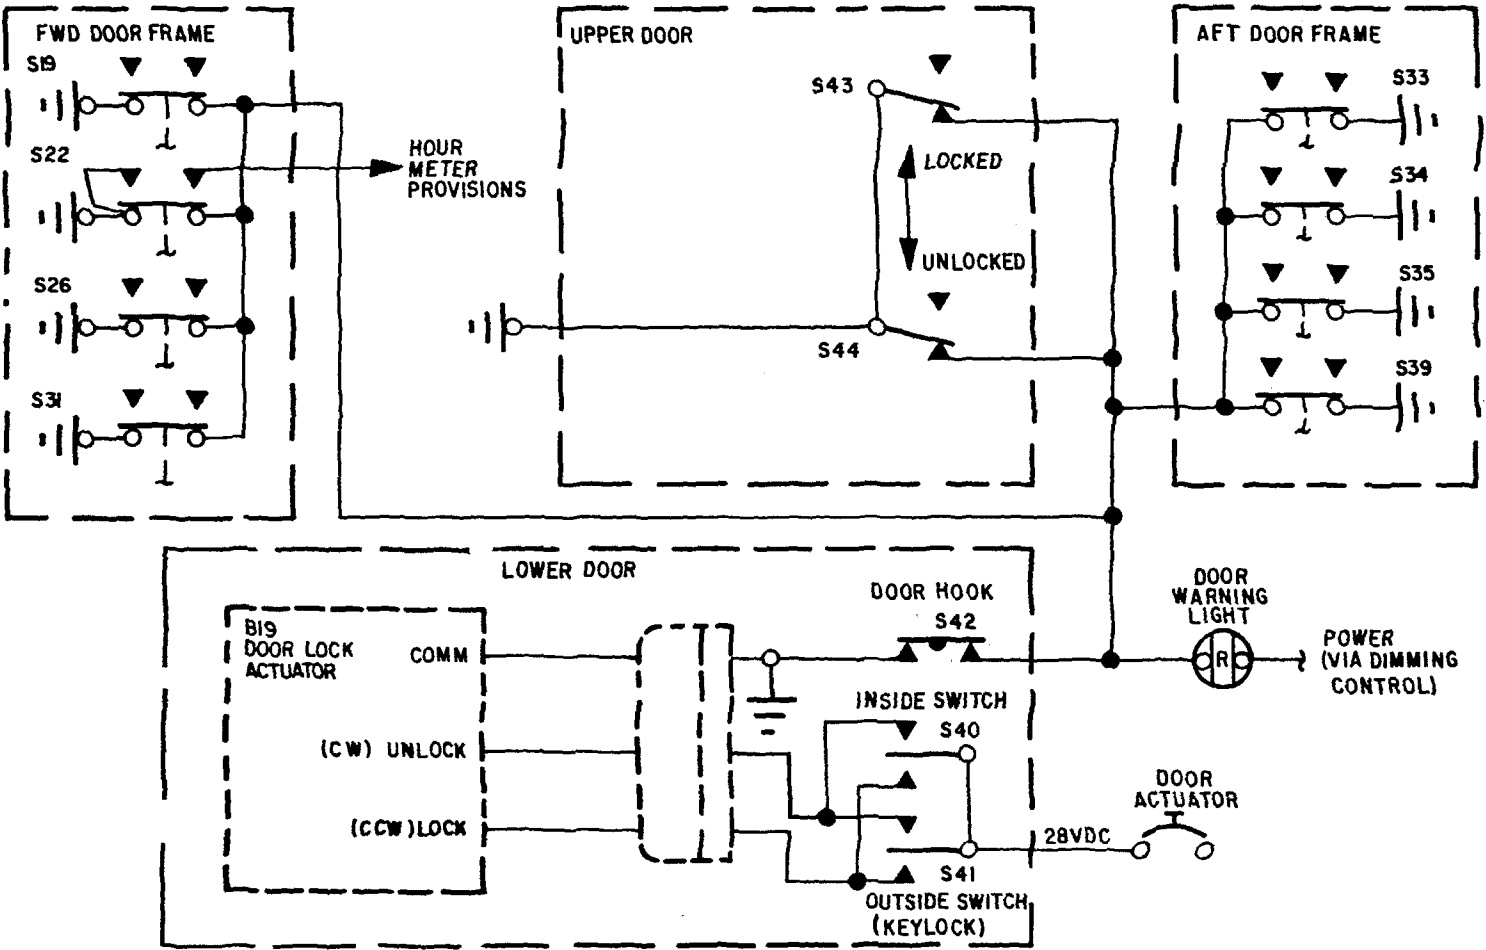 FWD DOOR FRAME
S19
S22
HOUR
METER
PROVISIONS
S26
S31
UPPER DOOR
S43
LOCKED
UNLOCKED
S44
AFT DOOR FRAME
S33
S34
S35
S39
LOWER DOOR
B19
DOOR LOCK
ACTUATOR
COMM
(CW) UNLOCK
(CCW) LOCK
DOOR HOOK
S42
INSIDE SWITCH
S40
S41
OUTSIDE SWITCH
(KEYLOCK)
DOOR
WARNING
LIGHT
R
POWER
(VIA DIMMING
CONTROL)
28VDC
DOOR
ACTUATOR